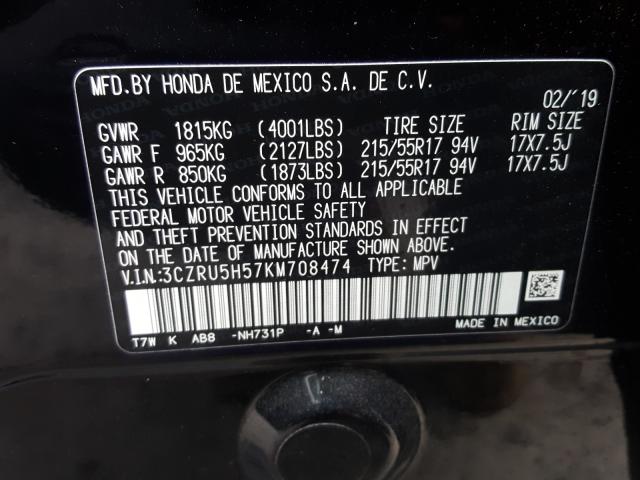 MFD.BY HONDA DE MEXICO S.A. DE C.V.
02/'19
GVWR 1815KG (4001LBS) TIRE SIZE RIM SIZE
GAWR F 965KG (2127LBS) 215/55R17 94V 17X7.5J
GAWR R 850KG (1873LBS) 215/55R17 94V 17X7.5J
THIS VEHICLE CONFORMS TO ALL APPLICABLE
FEDERAL MOTOR VEHICLE SAFETY
AND THEFT PREVENTION STANDARDS IN EFFECT
ON THE DATE OF MANUFACTURE SHOWN ABOVE.
V.I.N:3CZRU5H57KM708474 TYPE: MPV
T7W K AB8 -NH731P -A -M
MADE IN MEXICO